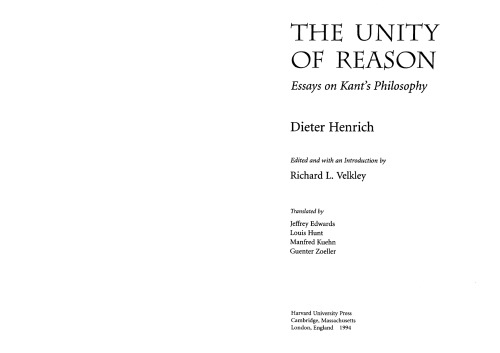 THE UNITY
OF REASON
Essays on Kant's Philosophy
Dieter Henrich
Edited and with an Introduction by
Richard L. Velkley
Translated by
Jeffrey Edwards
Louis Hunt
Manfred Kuehn
Guenter Zoeller
Harvard University Press
Cambridge, Massachusetts
London, England 1994